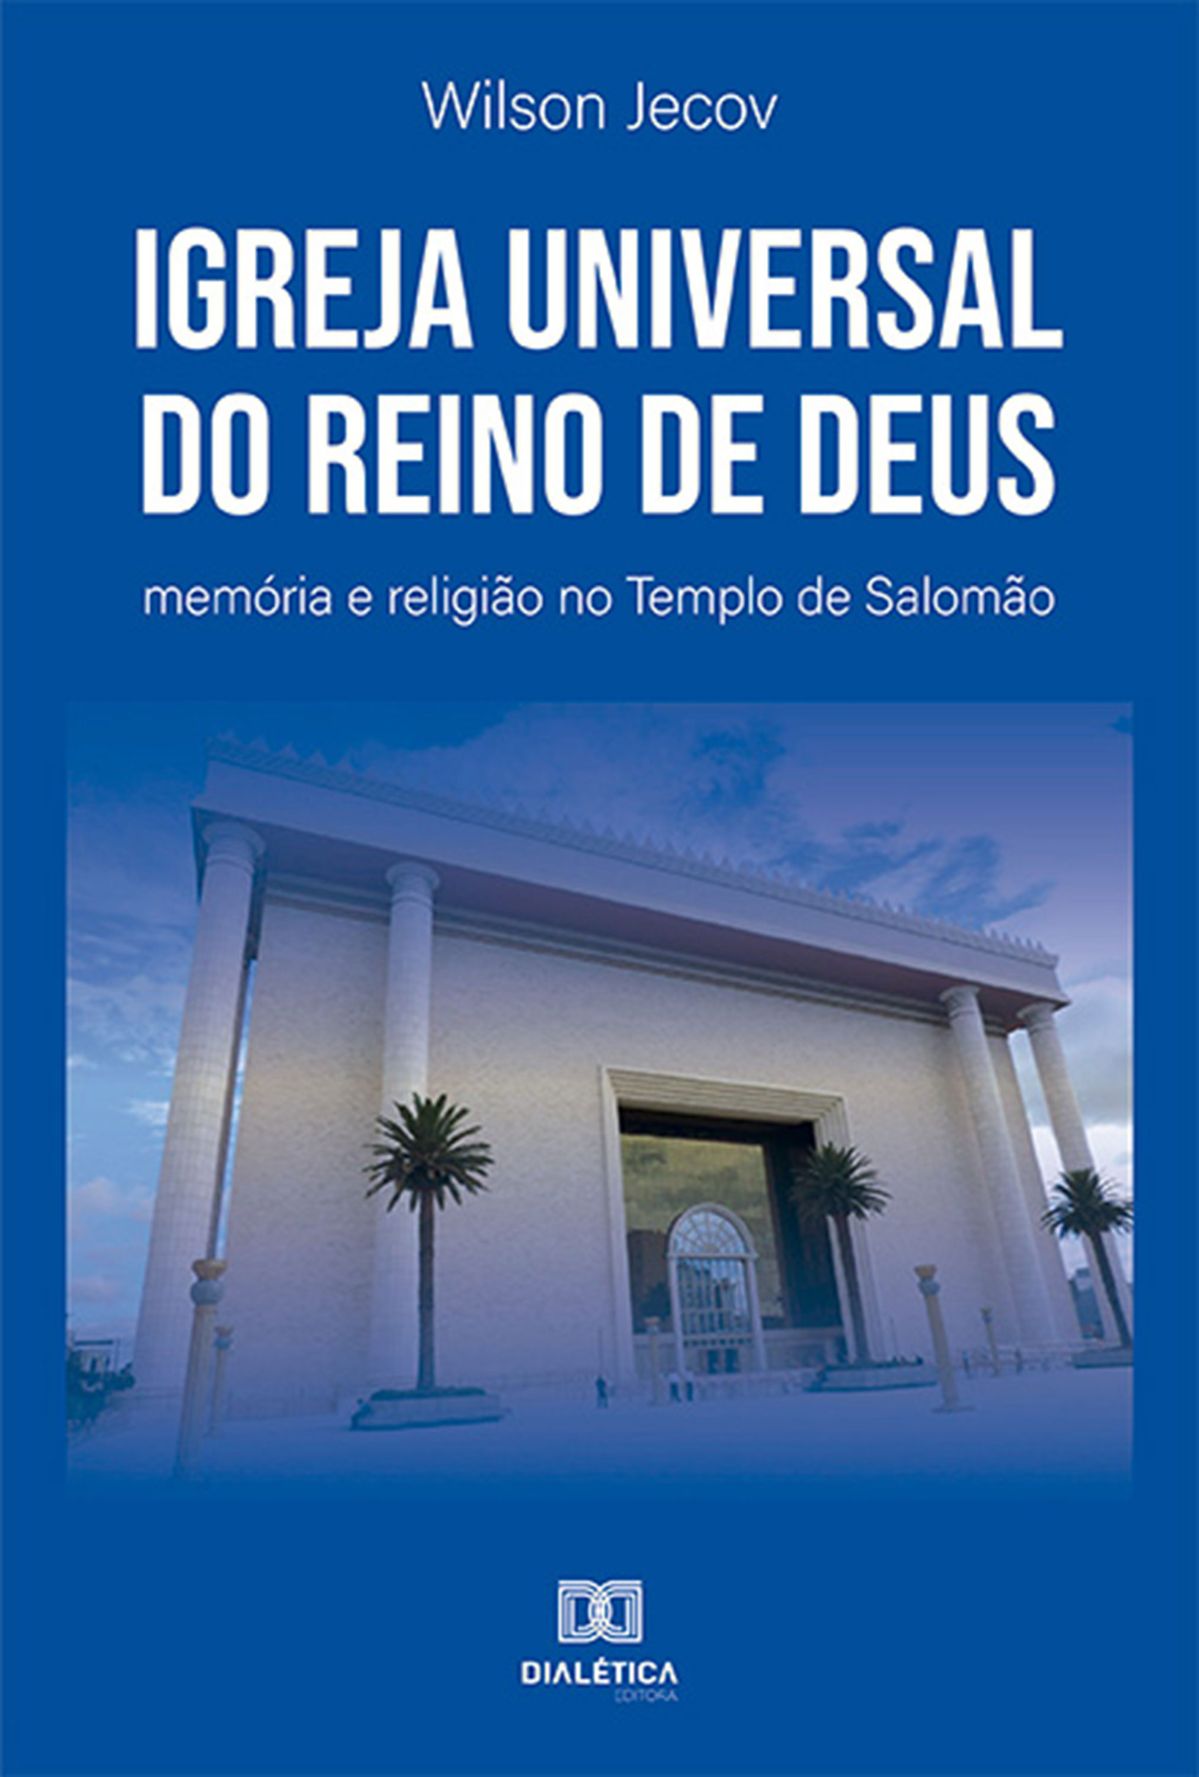 Wilson Jecov
IGREJA UNIVERSAL
DO REINO DE DEUS
memória e religião no Templo de Salomão
DIALÉTICA
EDITORA